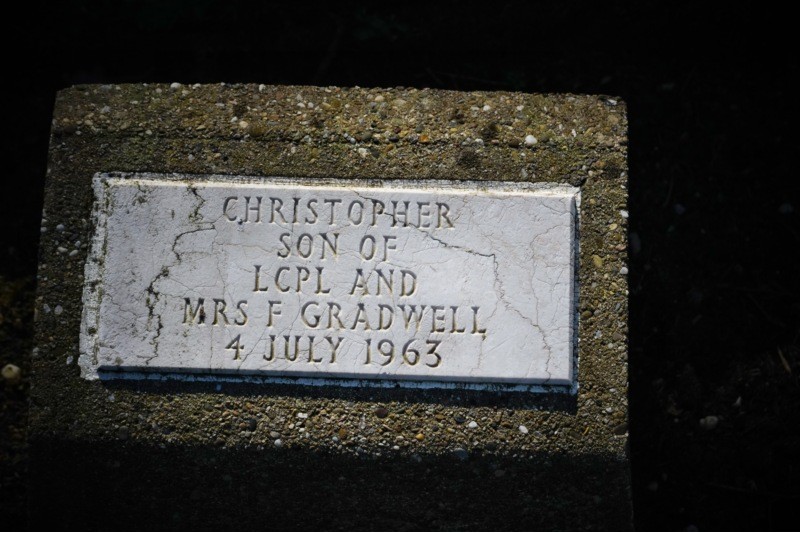 CHRISTOPHER
SON OF
LCPL AND
MRS F GRADWELL
4 JULY 1963